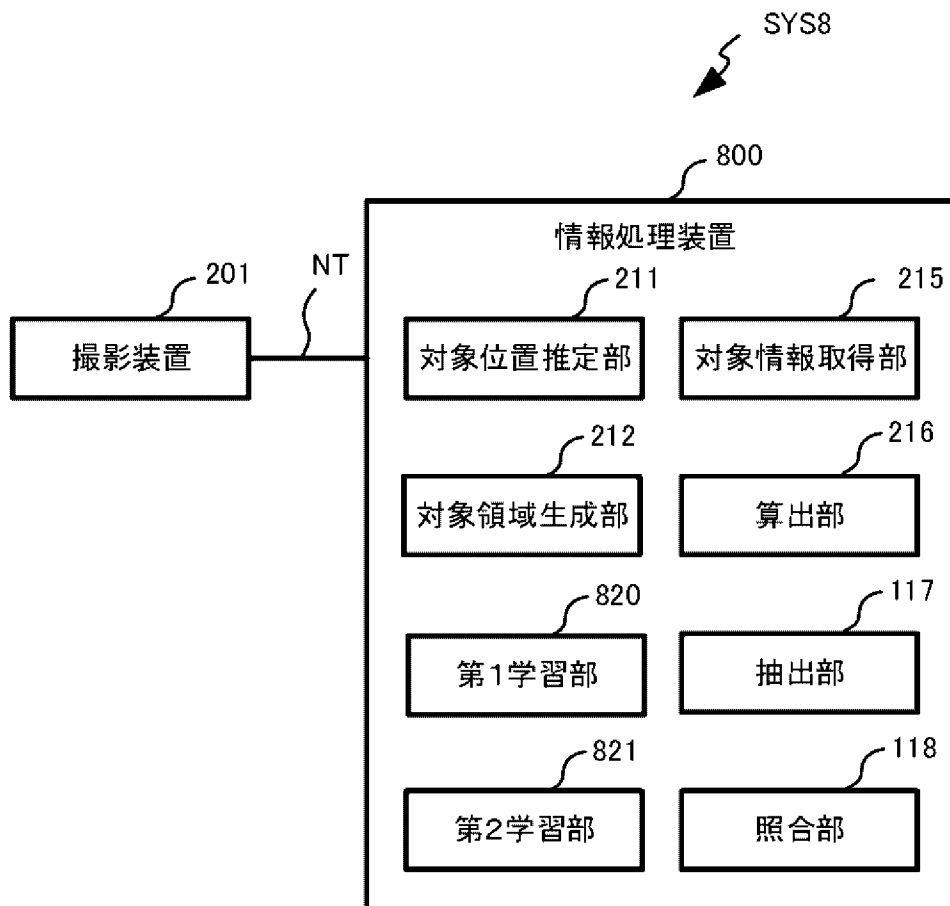 SYS8
800
情報処理装置
201
NT
211
215
撮影装置
対象位置推定部
対象情報取得部
212
216
対象領域生成部
算出部
820
117
第1学習部
抽出部
821
118
第2学習部
照合部